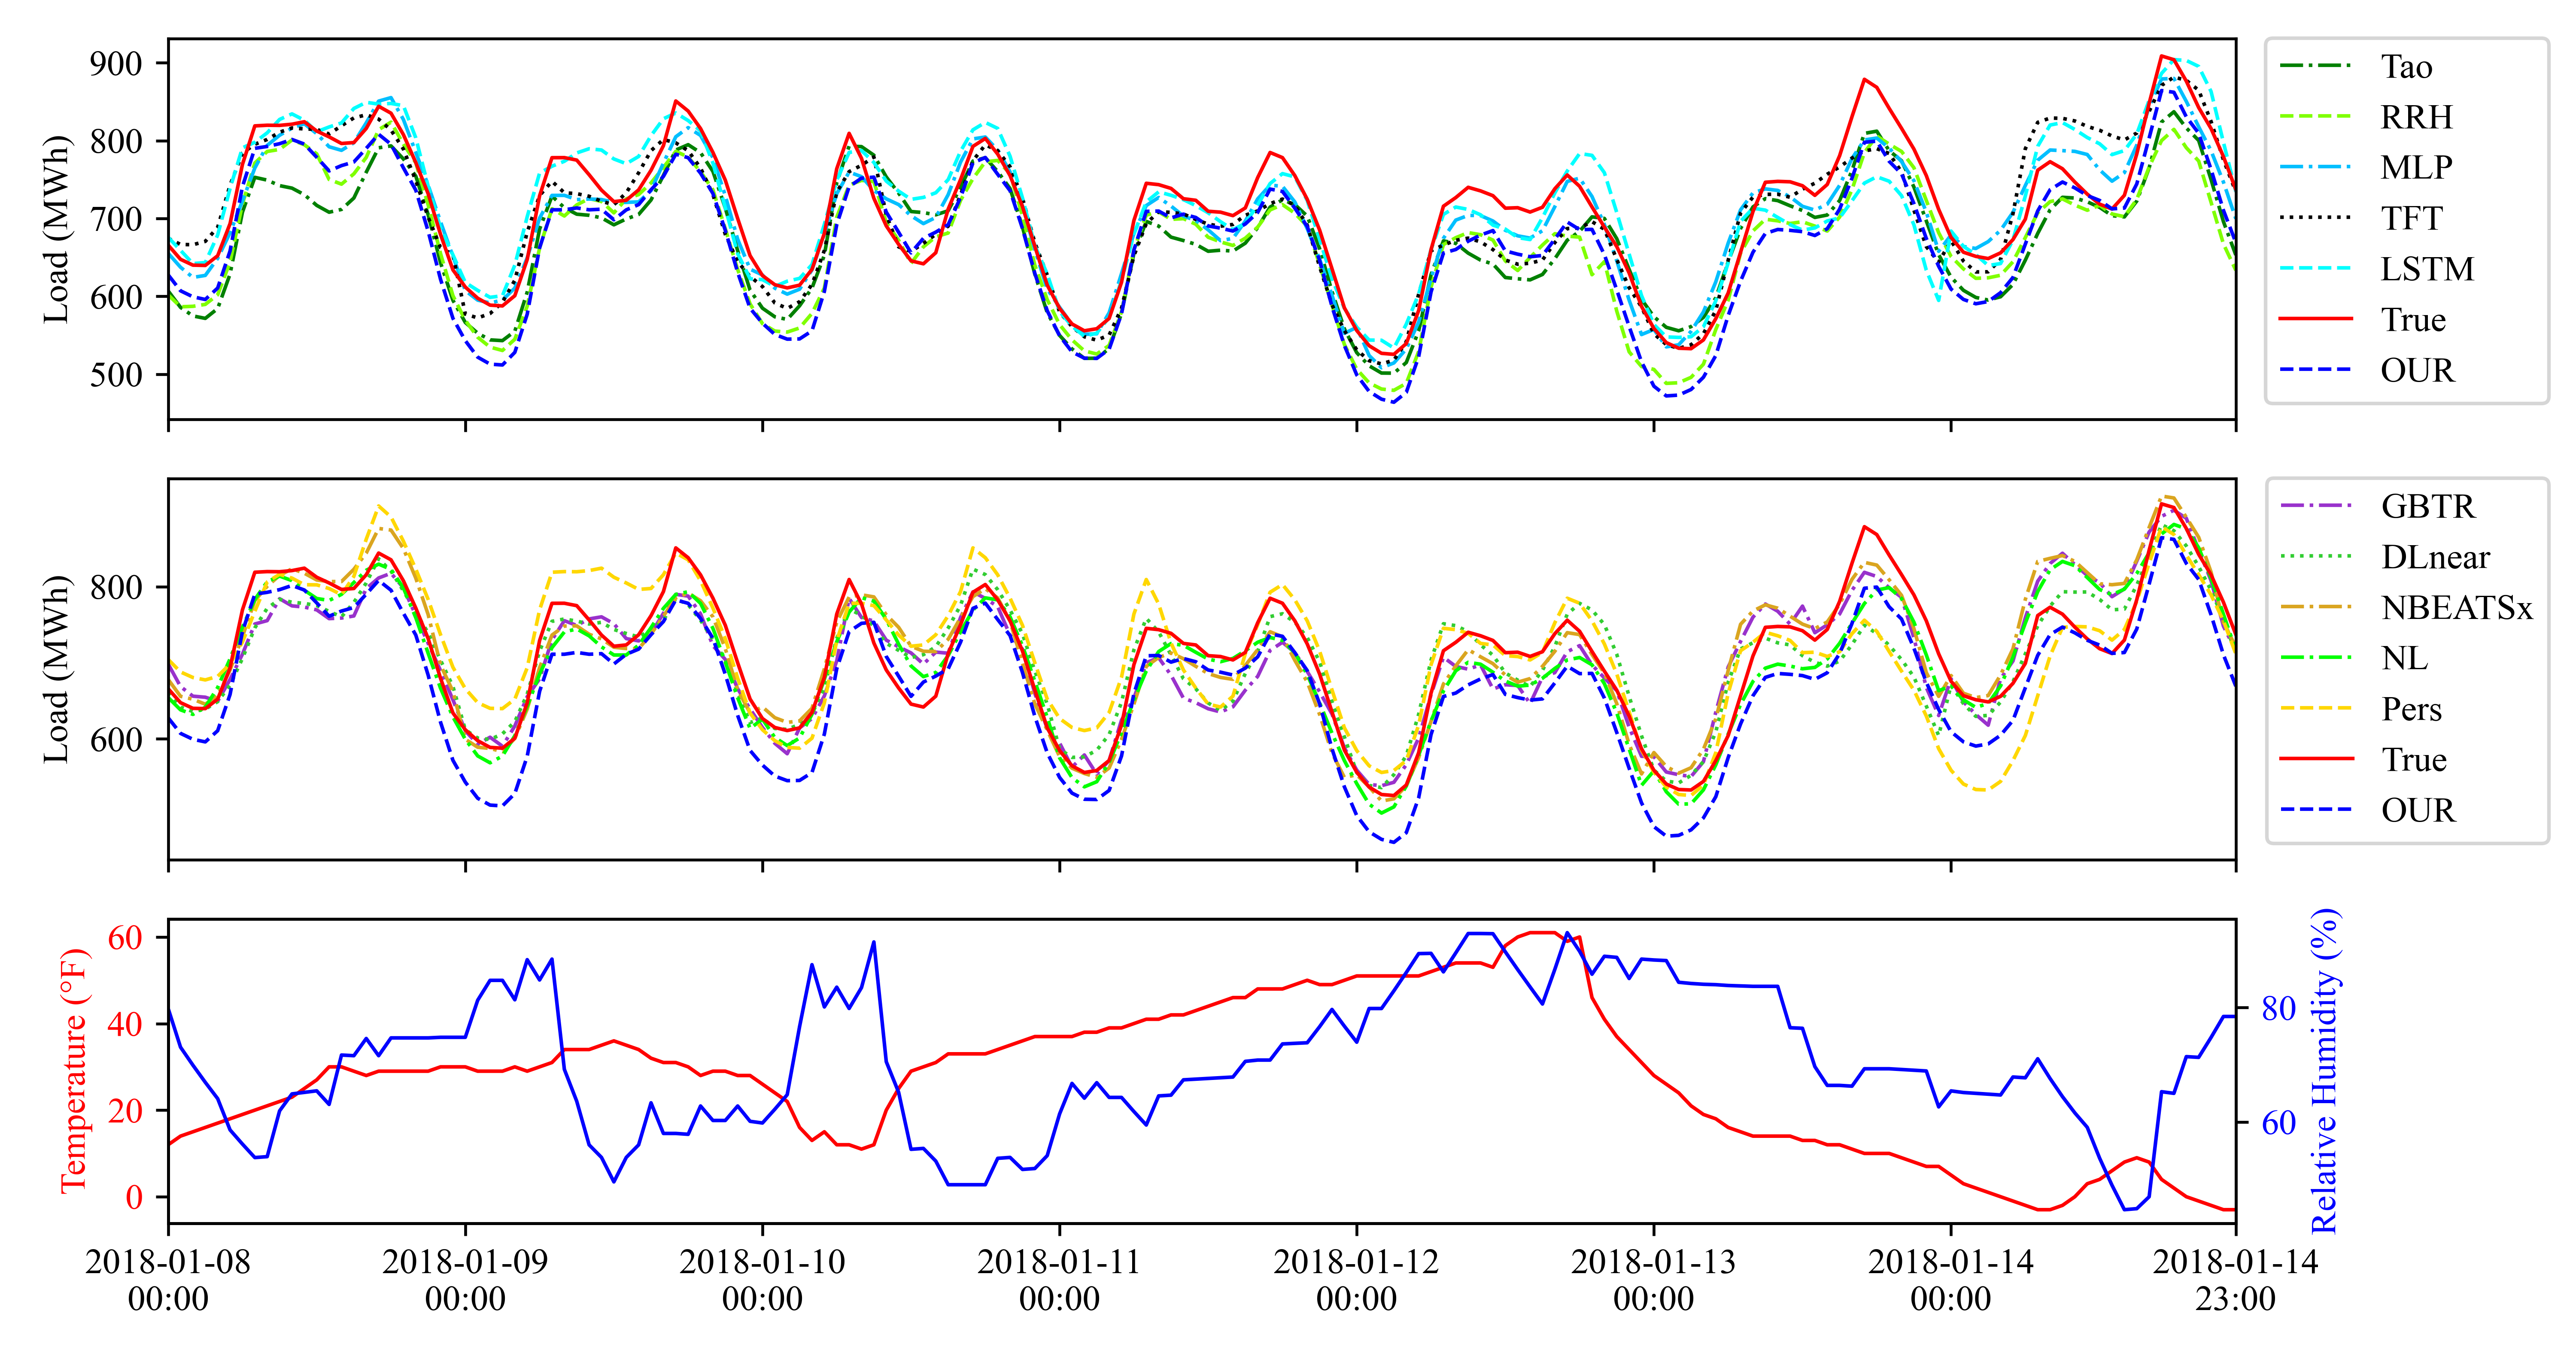 Load (MWh)
900
800
700
600
500
Tao
RRH
MLP
TFT
LSTM
True
OUR
Load (MWh)
800
600
GBTR
DLnear
NBEATSx
NL
Pers
True
OUR
Temperature (°F)
60
40
20
0
80
60
Relative Humidity (%)
2018-01-08 2018-01-09 2018-01-10 2018-01-11 2018-01-12 2018-01-13 2018-01-14 2018-01-14
00:00 00:00 00:00 00:00 00:00 00:00 00:00 23:00